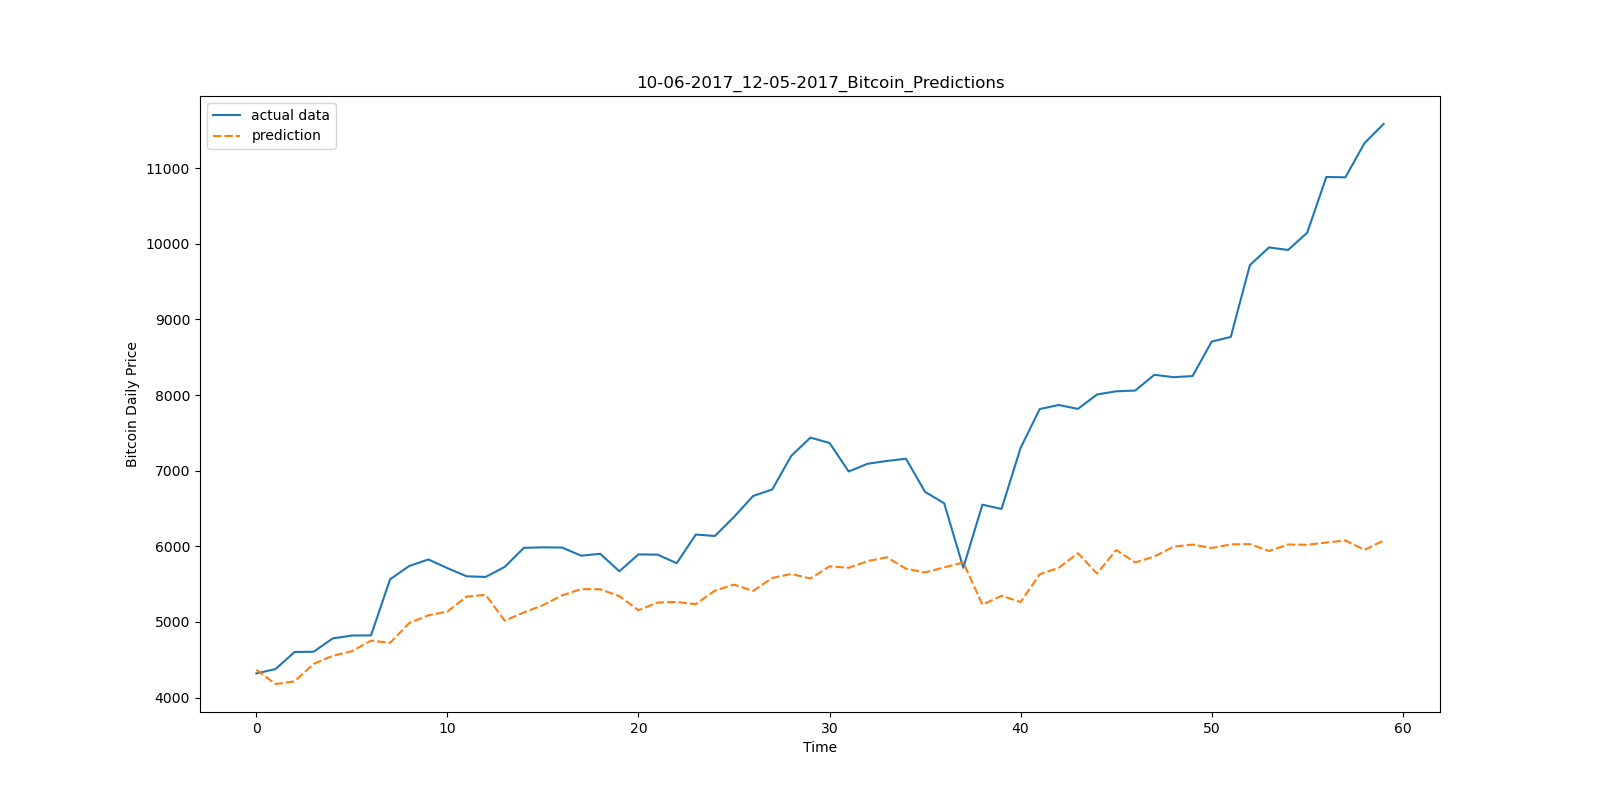 10-06-2017_12-05-2017_Bitcoin_Predictions
actual data
prediction
11000
10000
9000
8000
7000
6000
5000
4000
Bitcoin Daily Price
0 10 20 30 40 50 60
Time